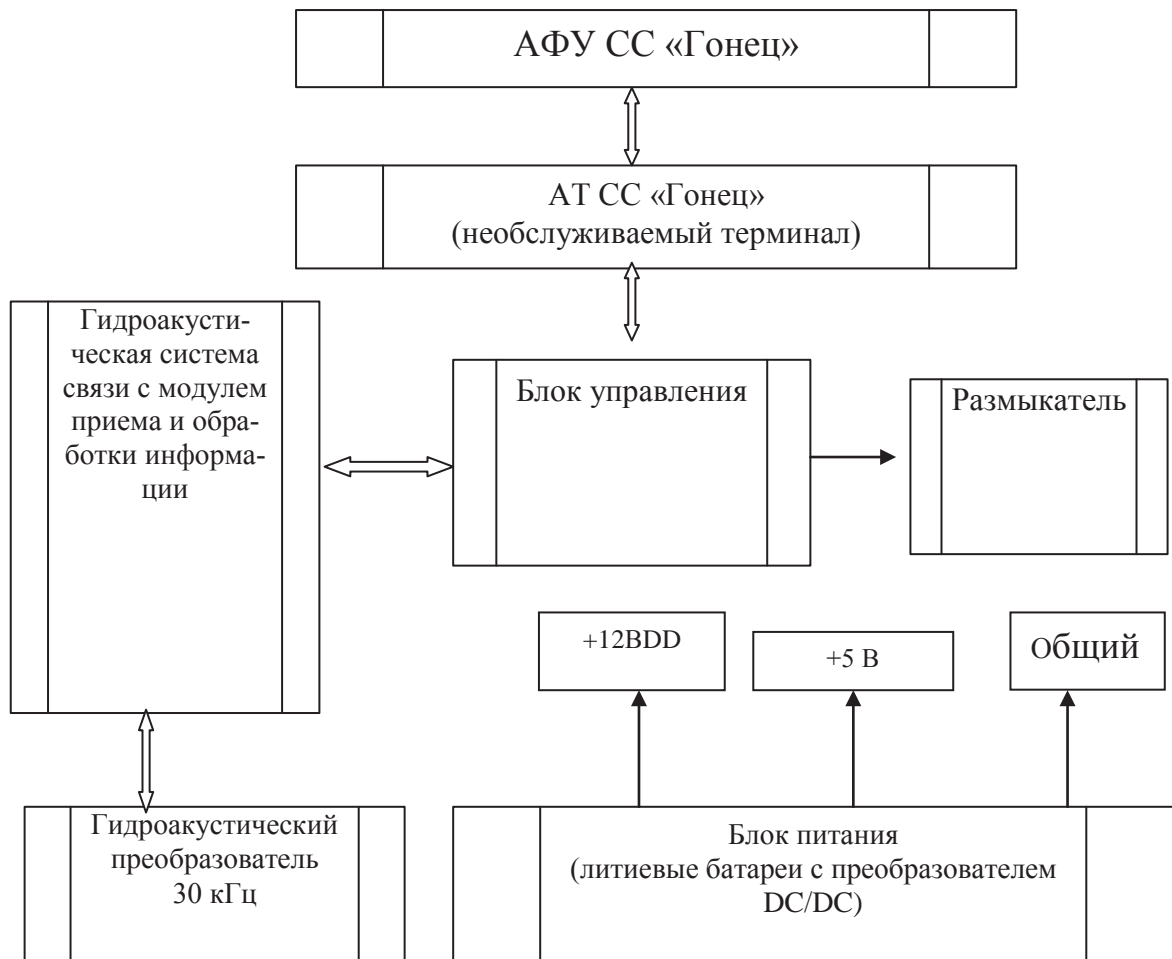 АФУ СС «Гонец»
АТ СС «Гонец»
(необслуживаемый терминал)
Гидроакусти-
ческая система
связи с модулем
приема и обра-
ботки информа-
ции
Блок управления
Размыкатель
+12BDD
+5 В
Общий
Гидроакустический
преобразователь
30 кГц
Блок питания
(литиевые батареи с преобразователем
DC/DC)